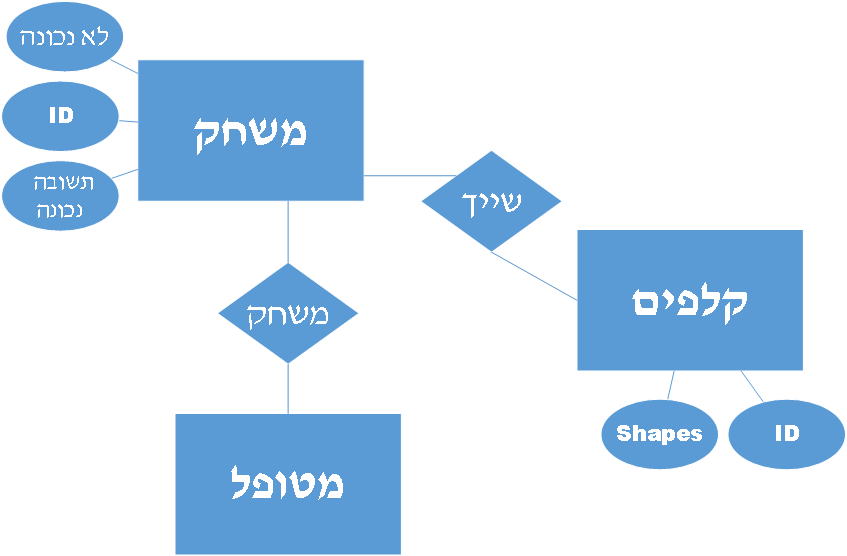 לא נכונה
ID
משחק
תשובה
נכונה
שייך
קלפים
משחק
Shapes
ID
מטופל